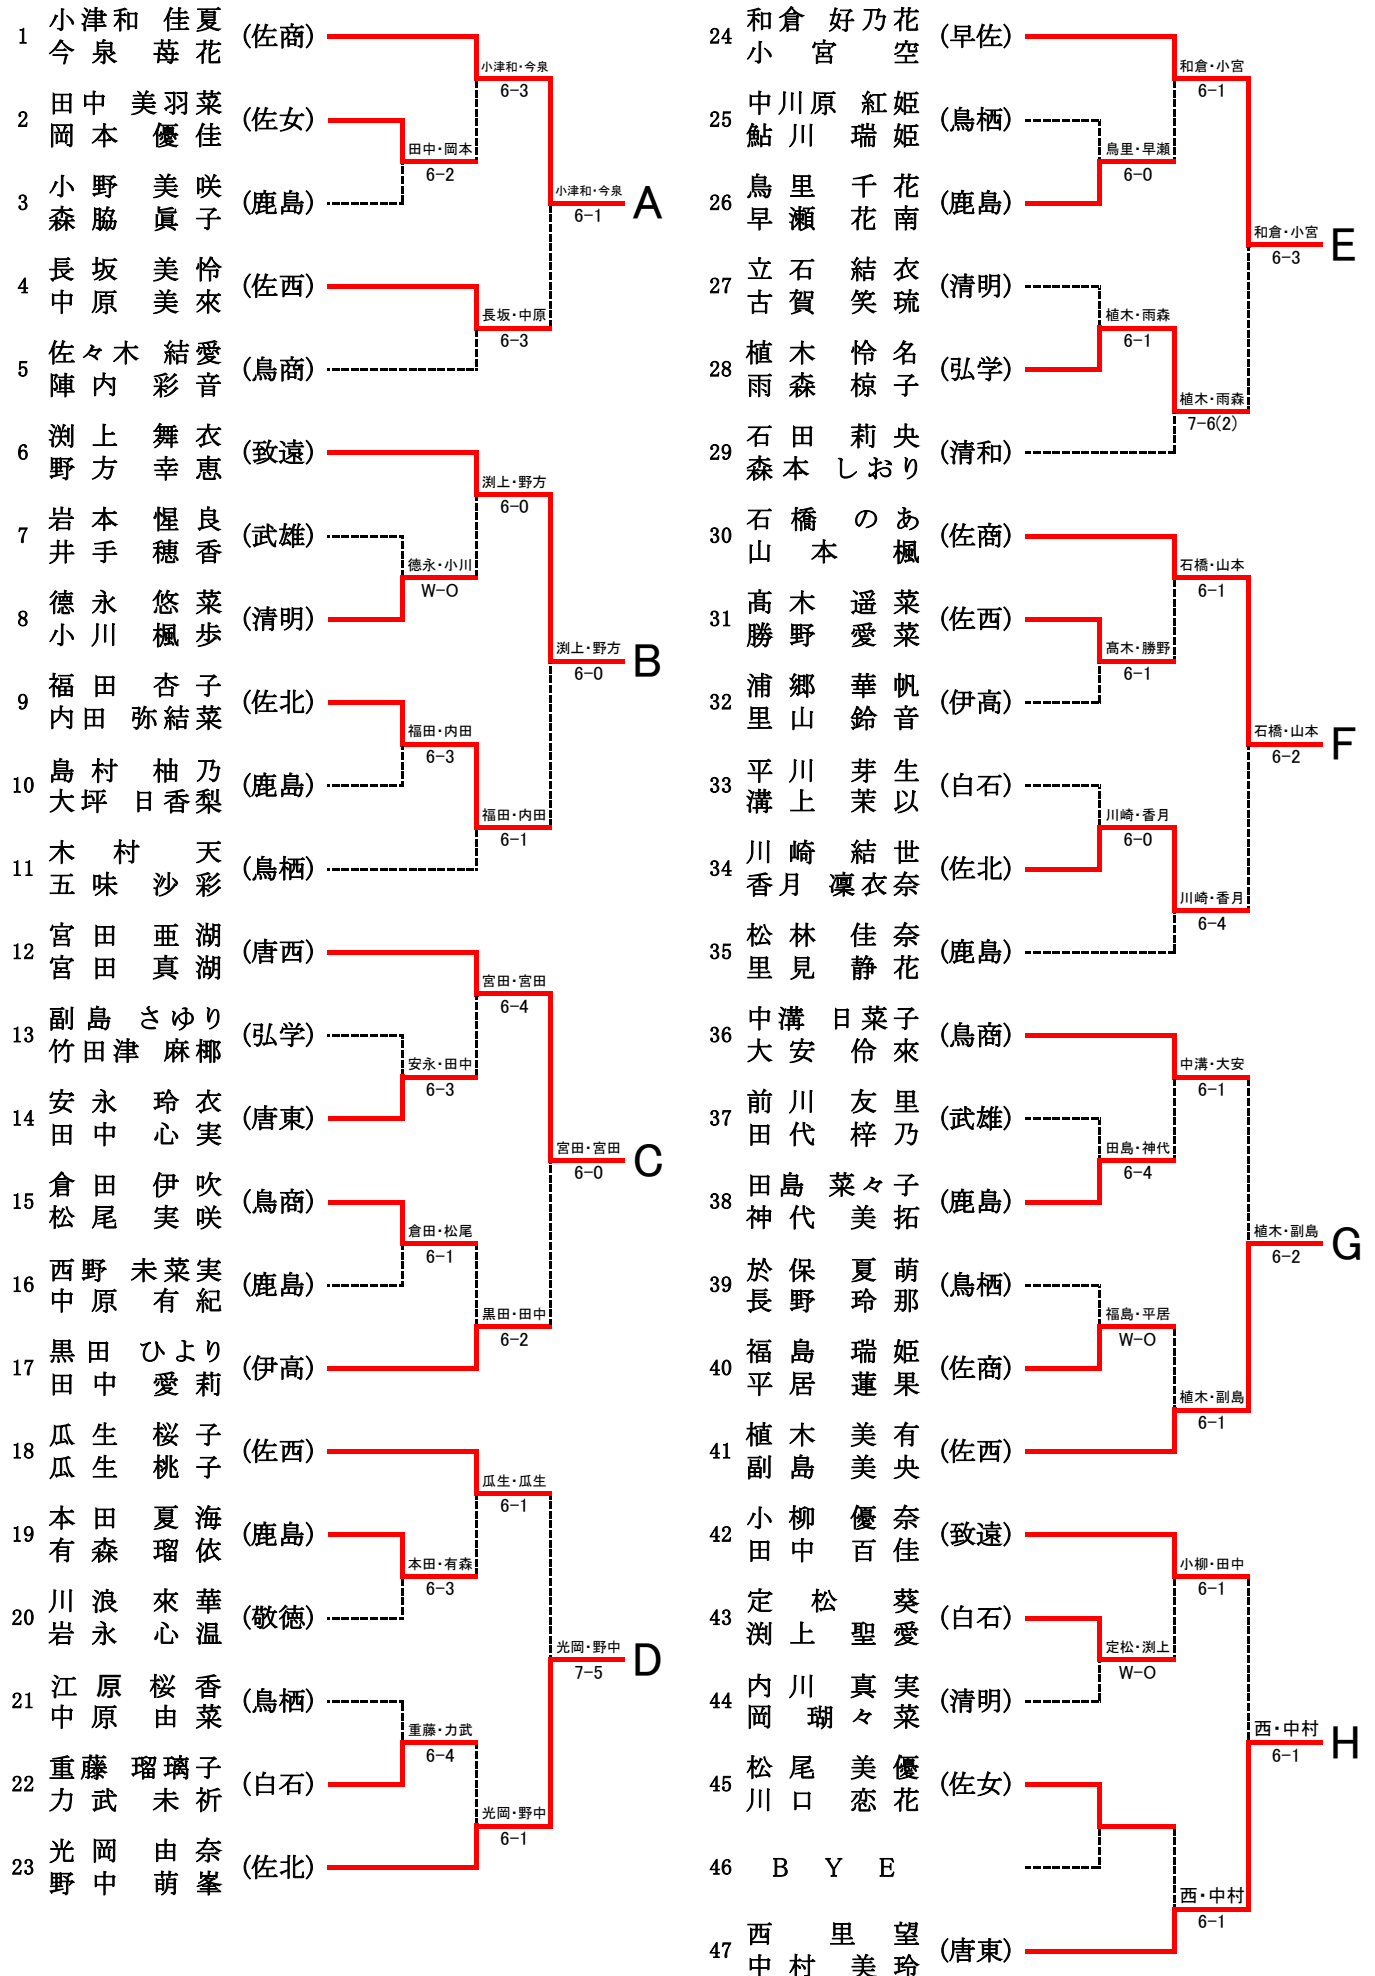 1 小津和 佳夏 (佐商)
今泉 苺花
2 田中 美羽菜 (佐女)
岡本 優佳
3 小野 美咲 (鹿島)
森脇 眞子
4 長坂 美怜 (佐西)
中原 美來
5 佐々木 結愛 (鳥商)
陣内 彩音
6 渕上 舞衣 (致遠)
野方 幸恵
7 岩本 惺良 (武雄)
井手 穂香
8 德永 悠菜 (清明)
小川 楓歩
9 福田 杏子 (佐北)
内田 弥結菜
10 島村 柚乃 (鹿島)
大坪 日香梨
11 木村 天 (鳥栖)
五味 沙彩
12 宮田 亜湖 (唐西)
宮田 真湖
13 副島 さゆり (弘学)
竹田津 麻椰
14 安永 玲衣 (唐東)
田中 心実
15 倉田 伊吹 (鳥商)
松尾 実咲
16 西野 未菜実 (鹿島)
中原 有紀
17 黒田 ひより (伊高)
田中 愛莉
18 瓜生 桜子 (佐西)
瓜生 桃子
19 本田 夏海 (鹿島)
有森 瑠依
20 川浪 來華 (敬徳)
岩永 心温
21 江原 桜香 (鳥栖)
中原 由菜
22 重藤 瑠璃子 (白石)
力武 未祈
23 光岡 由奈 (佐北)
野中 萌峯
小津和・今泉
6-3
田中・岡本
6-2
小津和・今泉
6-1
A
長坂・中原
6-3
渕上・野方
6-0
德永・小川
W-O
渕上・野方
6-0
B
福田・内田
6-3
福田・内田
6-1
宮田・宮田
6-4
安永・田中
6-3
宮田・宮田
6-0
C
倉田・松尾
6-1
黒田・田中
6-2
瓜生・瓜生
6-1
本田・有森
6-3
光岡・野中
7-5
D
重藤・力武
6-4
光岡・野中
6-1
24 和倉 好乃花 (早佐)
小宮 空
25 中川原 紅姫 (鳥栖)
鮎川 瑞姫
26 鳥里 千花 (鹿島)
早瀬 花南
27 立石 結衣 (清明)
古賀 笑琉
28 植木 怜名 (弘学)
雨森 椋子
29 石田 莉央 (清和)
森本 しおり
30 石橋 のあ (佐商)
山本 楓
31 髙木 遥菜 (佐西)
勝野 愛菜
32 浦郷 華帆 (伊高)
里山 鈴音
33 平川 芽生 (白石)
溝上 茉以
34 川崎 結世 (佐北)
香月 凜衣奈
35 松林 佳奈 (鹿島)
里見 静花
36 中溝 日菜子 (鳥商)
大安 伶來
37 前川 友里 (武雄)
田代 梓乃
38 田島 菜々子 (鹿島)
神代 美拓
39 於保 夏萌 (鳥栖)
長野 玲那
40 福島 瑞姫 (佐商)
平居 蓮果
41 植木 美有 (佐西)
副島 美央
42 小柳 優奈 (致遠)
田中 百佳
43 定松 葵 (白石)
渕上 聖愛
44 内川 真実 (清明)
岡 瑚々菜
45 松尾 美優 (佐女)
川口 恋花
46 BYE
47 西 里望 (唐東)
中村 美玲
和倉・小宮
6-1
鳥里・早瀬
6-0
和倉・小宮
6-3
E
植木・雨森
6-1
植木・雨森
7-6(2)
石橋・山本
6-1
髙木・勝野
6-1
石橋・山本
6-2
F
川崎・香月
6-0
川崎・香月
6-4
中溝・大安
6-1
田島・神代
6-4
植木・副島
6-2
G
福島・平居
W-O
植木・副島
6-1
小柳・田中
6-1
定松・渕上
W-O
西・中村
6-1
H
西・中村
6-1